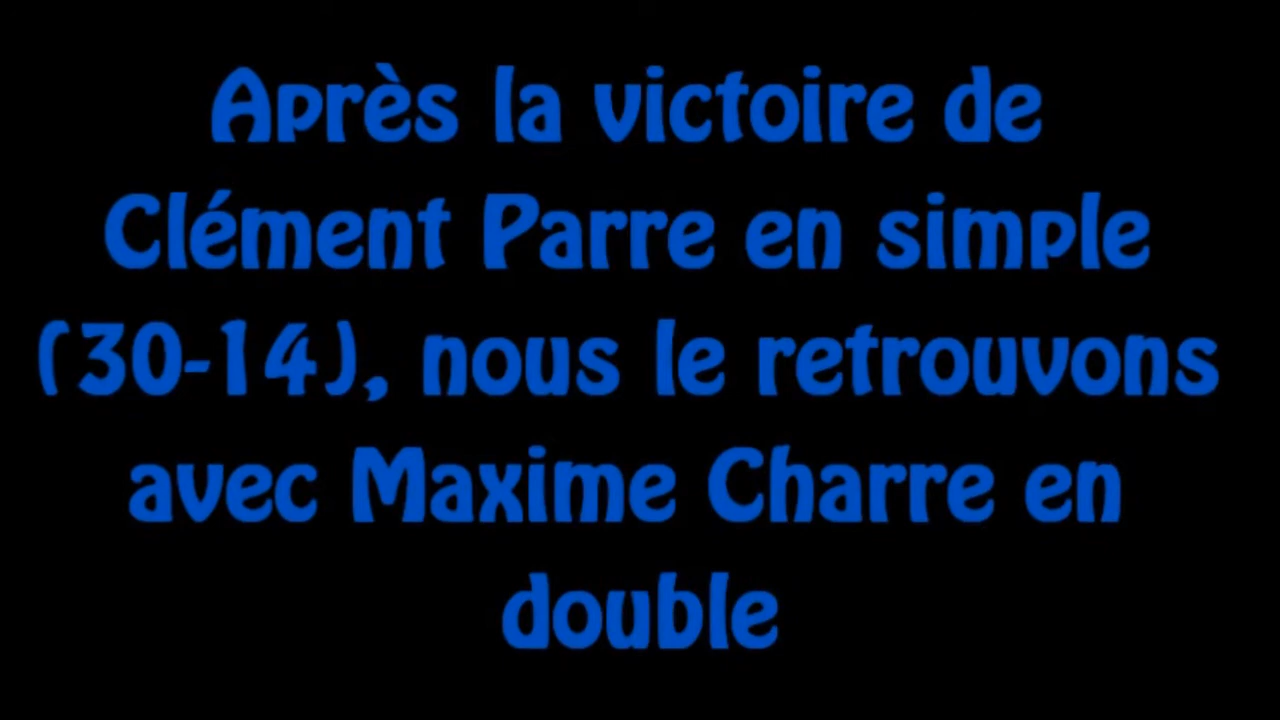 Après la victoire de
Clément Parre en simple
(30-14), nous le retrouvons
avec Maxime Charre en
double